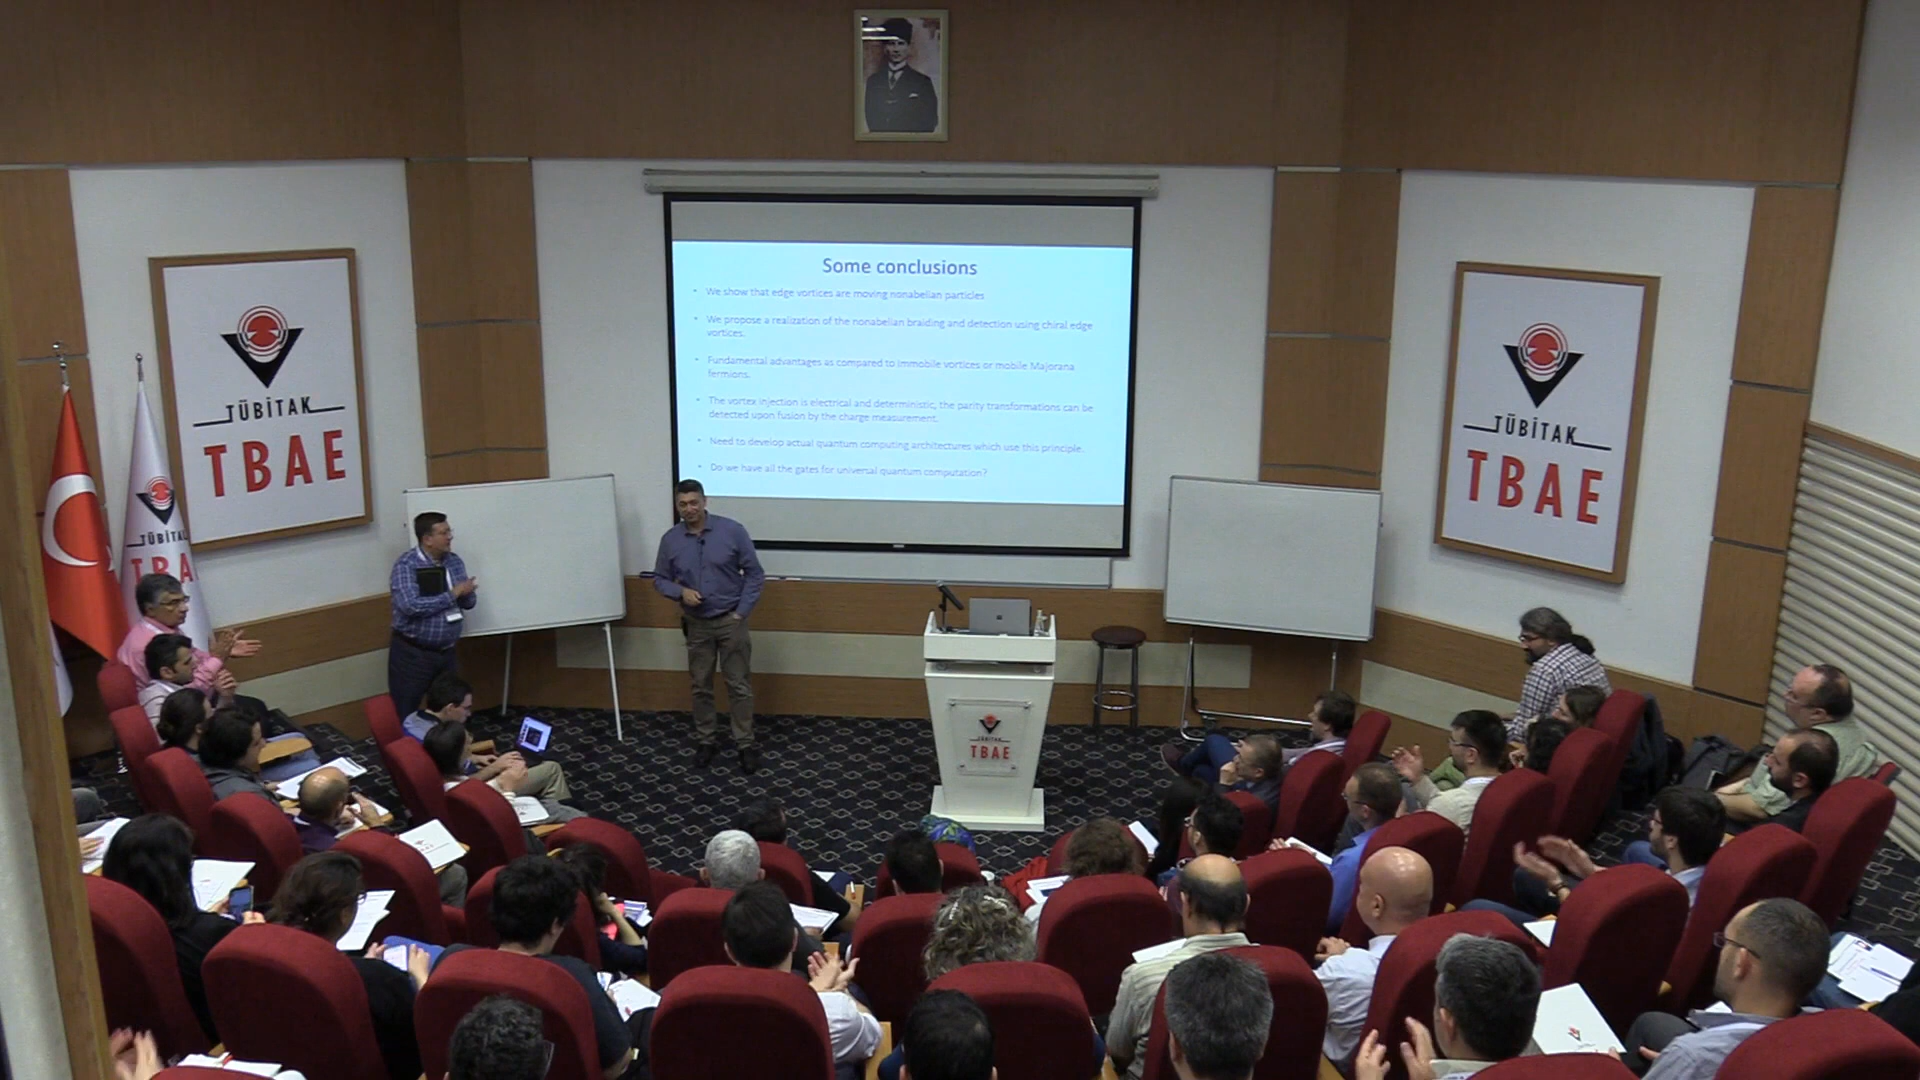 Some conclusions
• We show that edge vortices are moving nonabelian particles
• We propose a realization of the nonabelian braiding and detection using chiral edge
vortices.
• Fundamental advantages as compared to immobile vortices or mobile Majorana
fermions.
• The vortex injection is electrical and deterministic, the parity transformations can be
detected upon fusion by the charge measurement.
• Need to develop actual quantum computing architectures which use this principle.
• Do we have all the gates for universal quantum computation?
TÜBİTAK
TBAE
TÜBİTAK
TBAE
TÜBİTAK
TBA
TÜBİTAK
TBAE